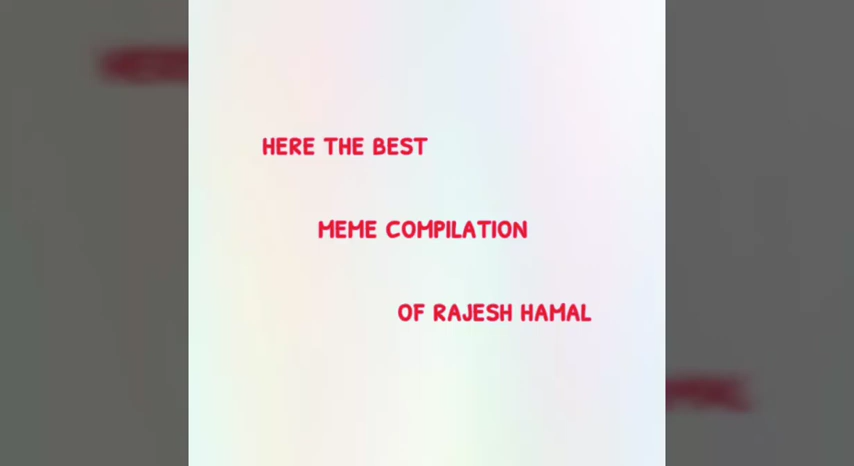 HERE THE BEST
MEME COMPILATION
OF RAJESH HAMAL